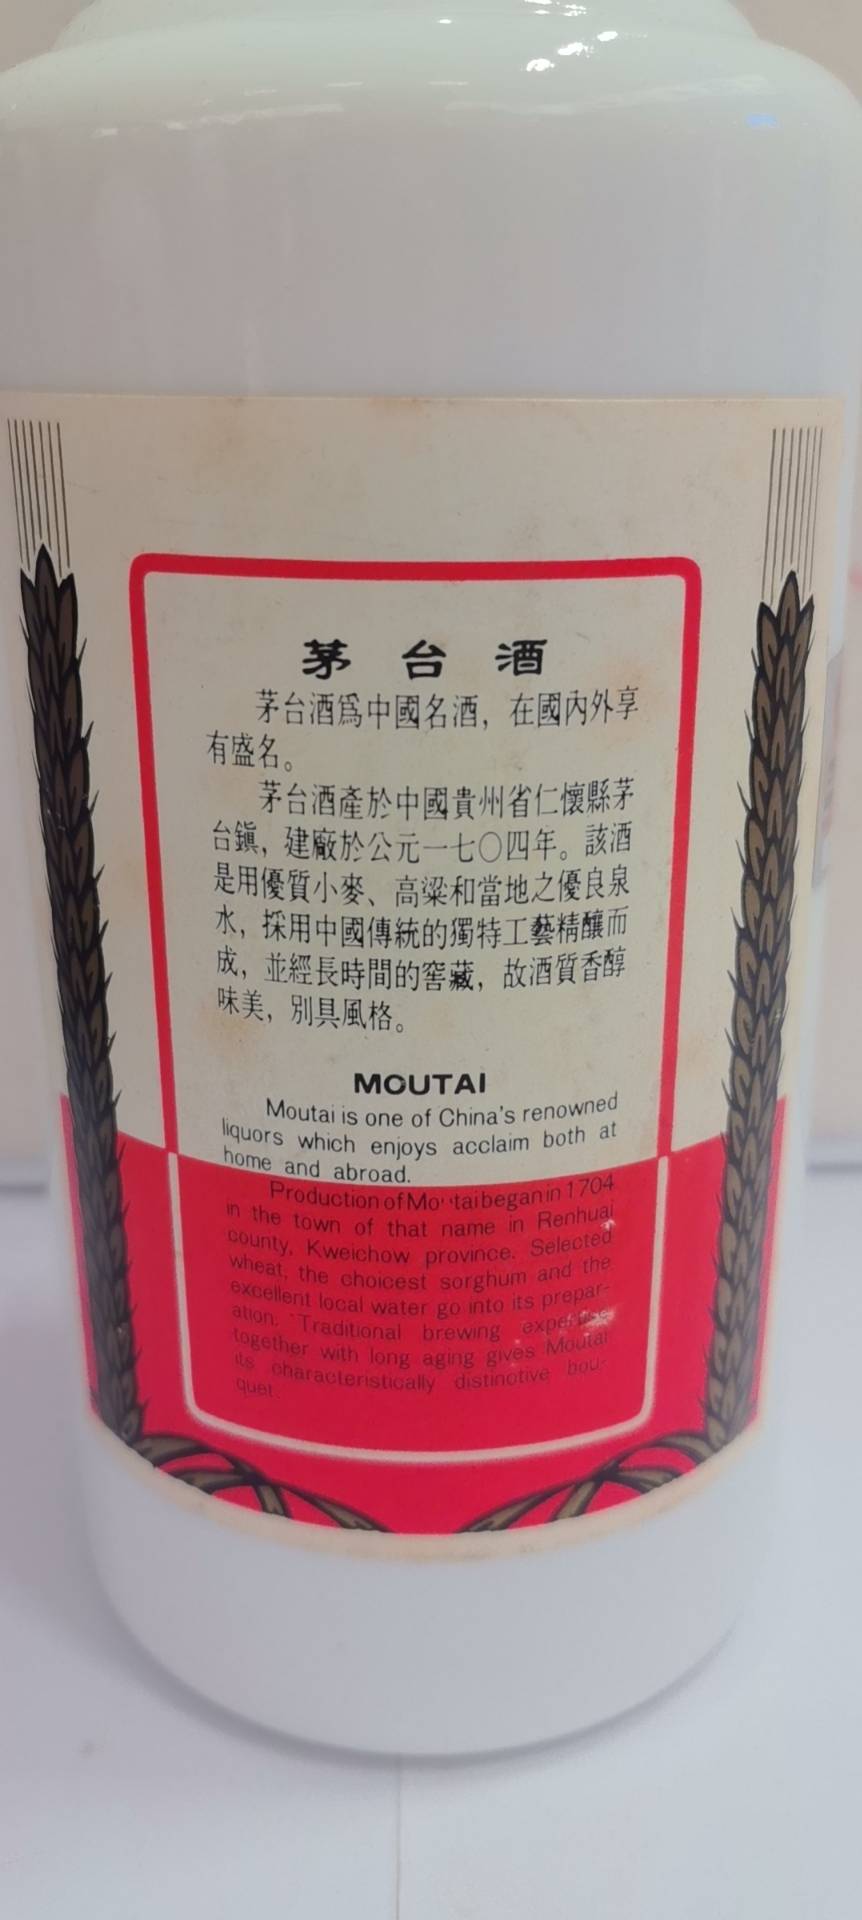 茅台酒
茅台酒爲中國名酒，在國內外享
有盛名。
茅台酒產於中國貴州省仁懷縣茅
台鎮，建廠於公元一七〇四年。該酒
是用優質小麥、高粱和當地之優良泉
水，採用中國傳統的獨特工藝精釀而
成，並經長時間的窖藏，故酒質香醇
味美，別具風格。
MOUTAI
Moutai is one of China's renowned
liquors which enjoys acclaim both at
home and abroad.
Production of Moutai began in 1704
in the town of that name in Renhuai
county, Kweichow province. Selected
wheat, the choicest sorghum and the
excellent local water go into its prepar-
ation. Traditional brewing expertise
together with long aging gives Moutai
its characteristically distinctive bou-
quet.